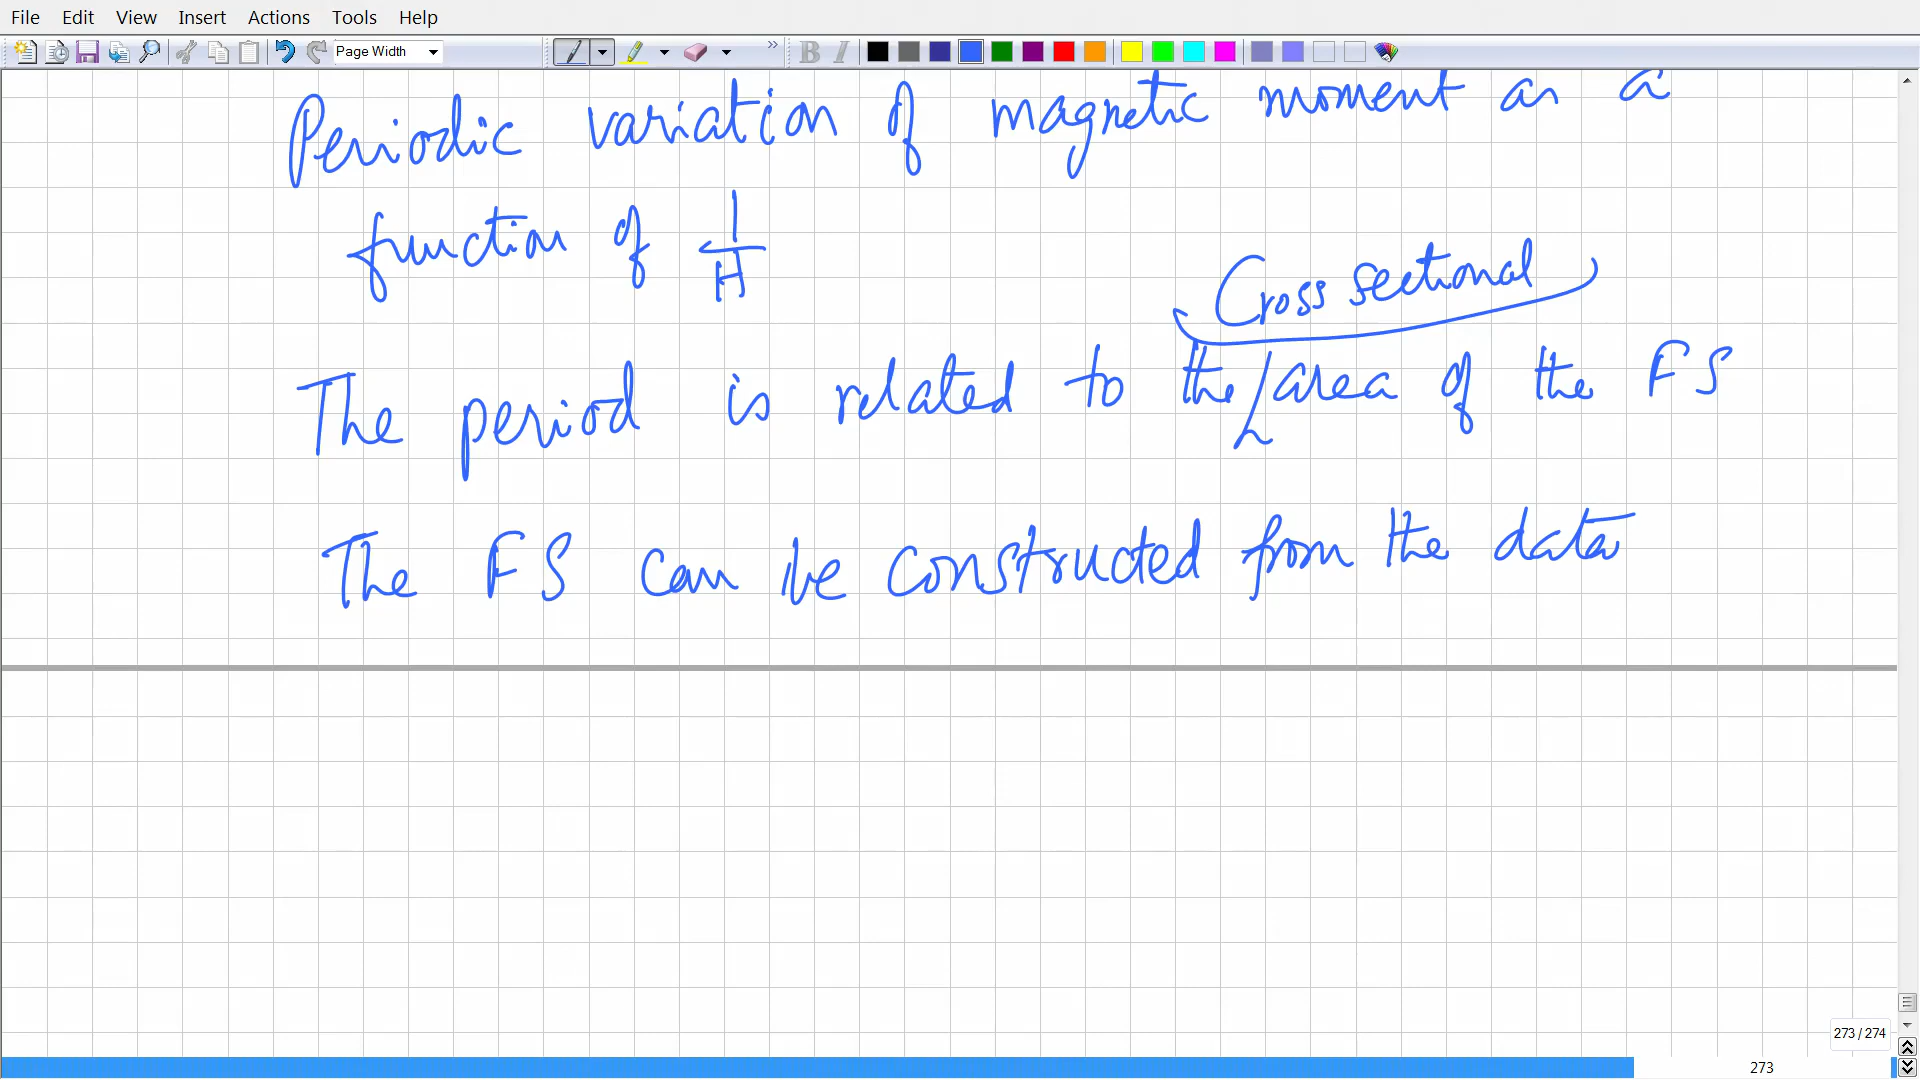 File Edit View Insert Actions Tools Help
Page Width B I
Periodic variation of magnetic moment as a
function of 1/H
Cross sectional
The period is related to the area of the FS
The FS can be constructed from the data
273 / 274
273